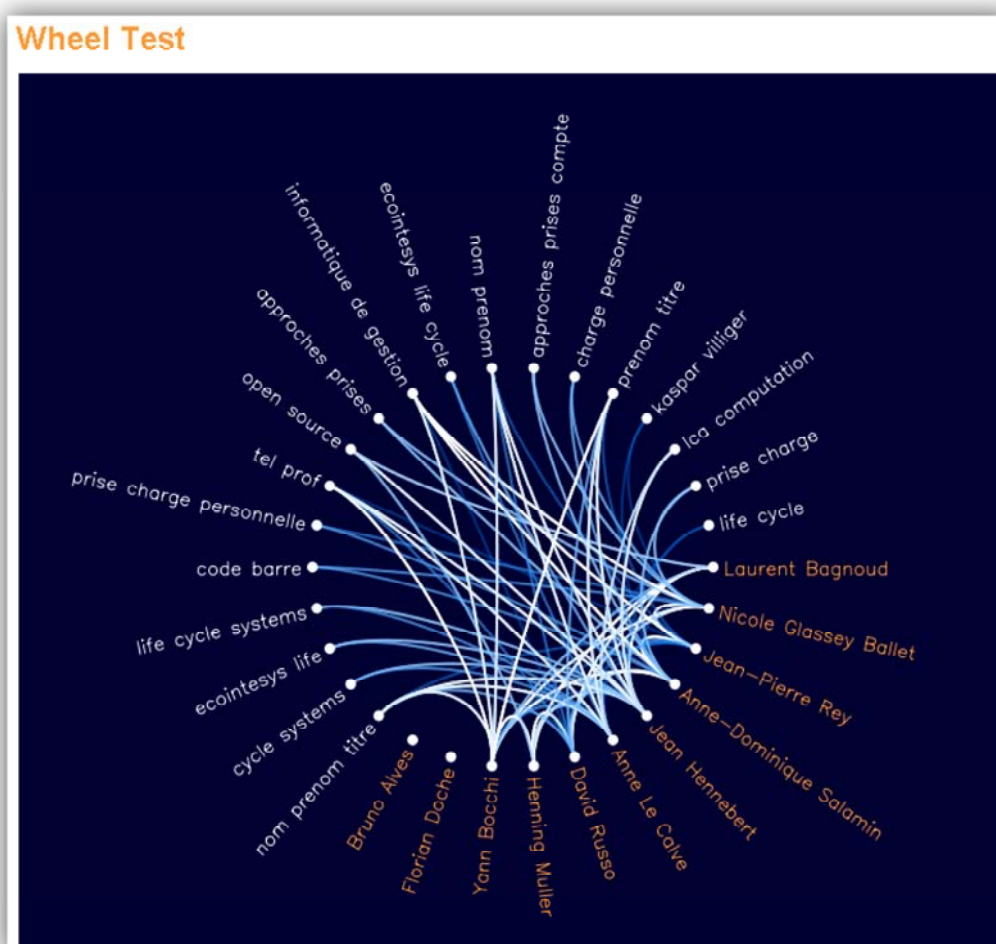 Wheel Test
approches prises compte
charge personnelle
prenom titre
kaspar villiger
lca computation
prise charge
life cycle
Laurent Bagnoud
Nicole Glassey Ballet
Jean-Pierre Rey
Anne-Dominique Salamin
Jean Hennebert
Anne Le Calve
David Russo
Henning Muller
Yann Bocchi
Florian Doche
Bruno Alves
nom prenom titre
cycle systems
ecointesys life
life cycle systems
code barre
prise charge personnelle
tel prof
open source
approches prises
informatique de gestion
ecointesys life cycle
nom prenom